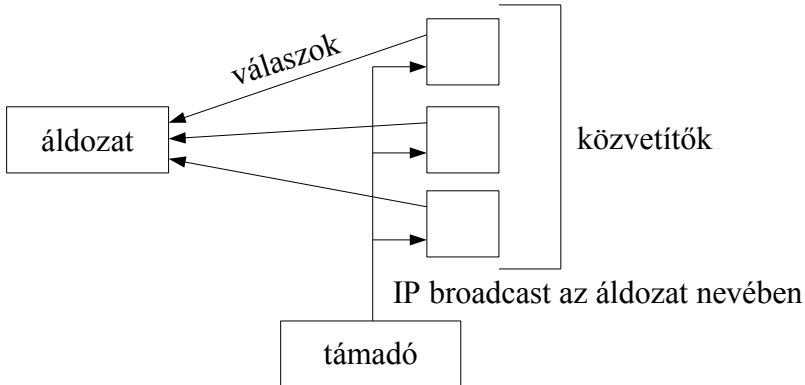 válaszok
áldozat
közvetítők
IP broadcast az áldozat nevében
támadó